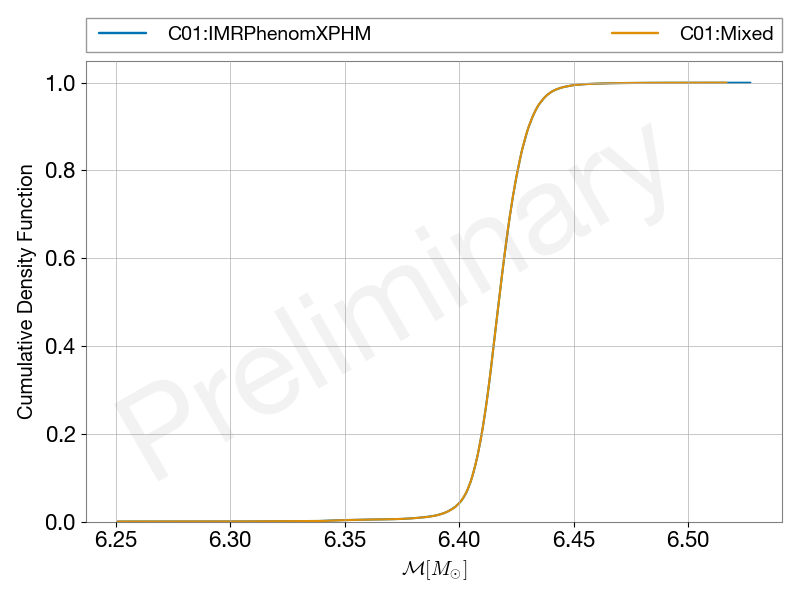 C01:IMRPhenomXPHM C01:Mixed
Cumulative Density Function
1.0
0.8
0.6
0.4
0.2
0.0
Preliminary
6.25 6.30 6.35 6.40 6.45 6.50
ℳ[M⊙]